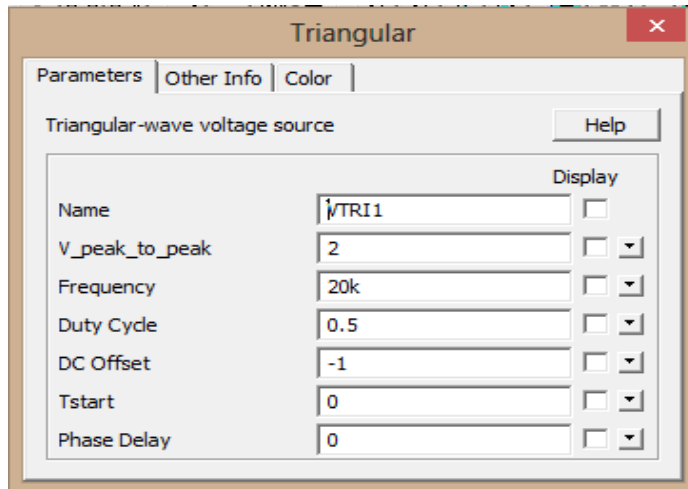 Triangular
Parameters Other Info Color
Triangular-wave voltage source Help
Display
Name VTRI1
V_peak_to_peak 2
Frequency 20k
Duty Cycle 0.5
DC Offset -1
Tstart 0
Phase Delay 0